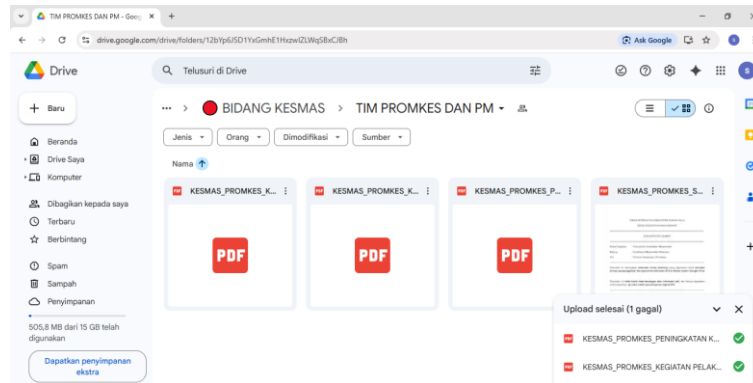 TIM PROMKES DAN PM - Goog
drive.google.com/drive/folders/12bYp6JSD1YxGmhE1HxzwIZLWqSBxCJBh
Ask Google
Drive
Telusuri di Drive
Baru
BIDANG KESMAS > TIM PROMKES DAN PM
Jenis Orang Dimodifikasi Sumber
Nama
Beranda
Drive Saya
Komputer
Dibagikan kepada saya
Terbaru
Berbintang
Spam
Sampah
Penyimpanan
505,8 MB dari 15 GB telah
digunakan
Dapatkan penyimpanan
ekstra
KESMAS_PROMKES_K...
KESMAS_PROMKES_K...
KESMAS_PROMKES_P...
KESMAS_PROMKES_S...
PDF
PDF
PDF
Upload selesai (1 gagal)
KESMAS_PROMKES_PENINGKATAN K...
KESMAS_PROMKES_KEGIATAN PELAK...